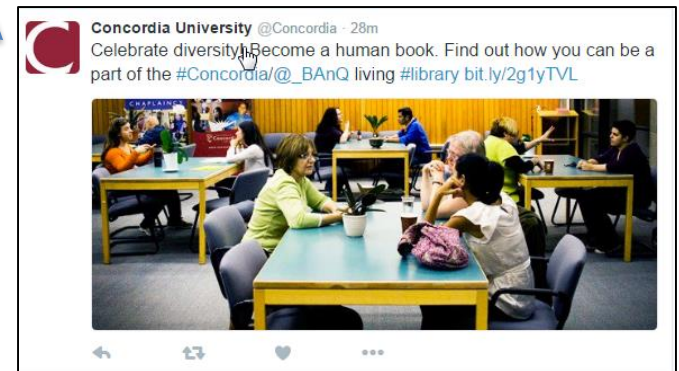 Concordia University @Concordia · 28m
Celebrate diversity! Become a human book. Find out how you can be a
part of the #Concordia/@_BAnQ living #library bit.ly/2g1yTVL
CHAPLAINCY